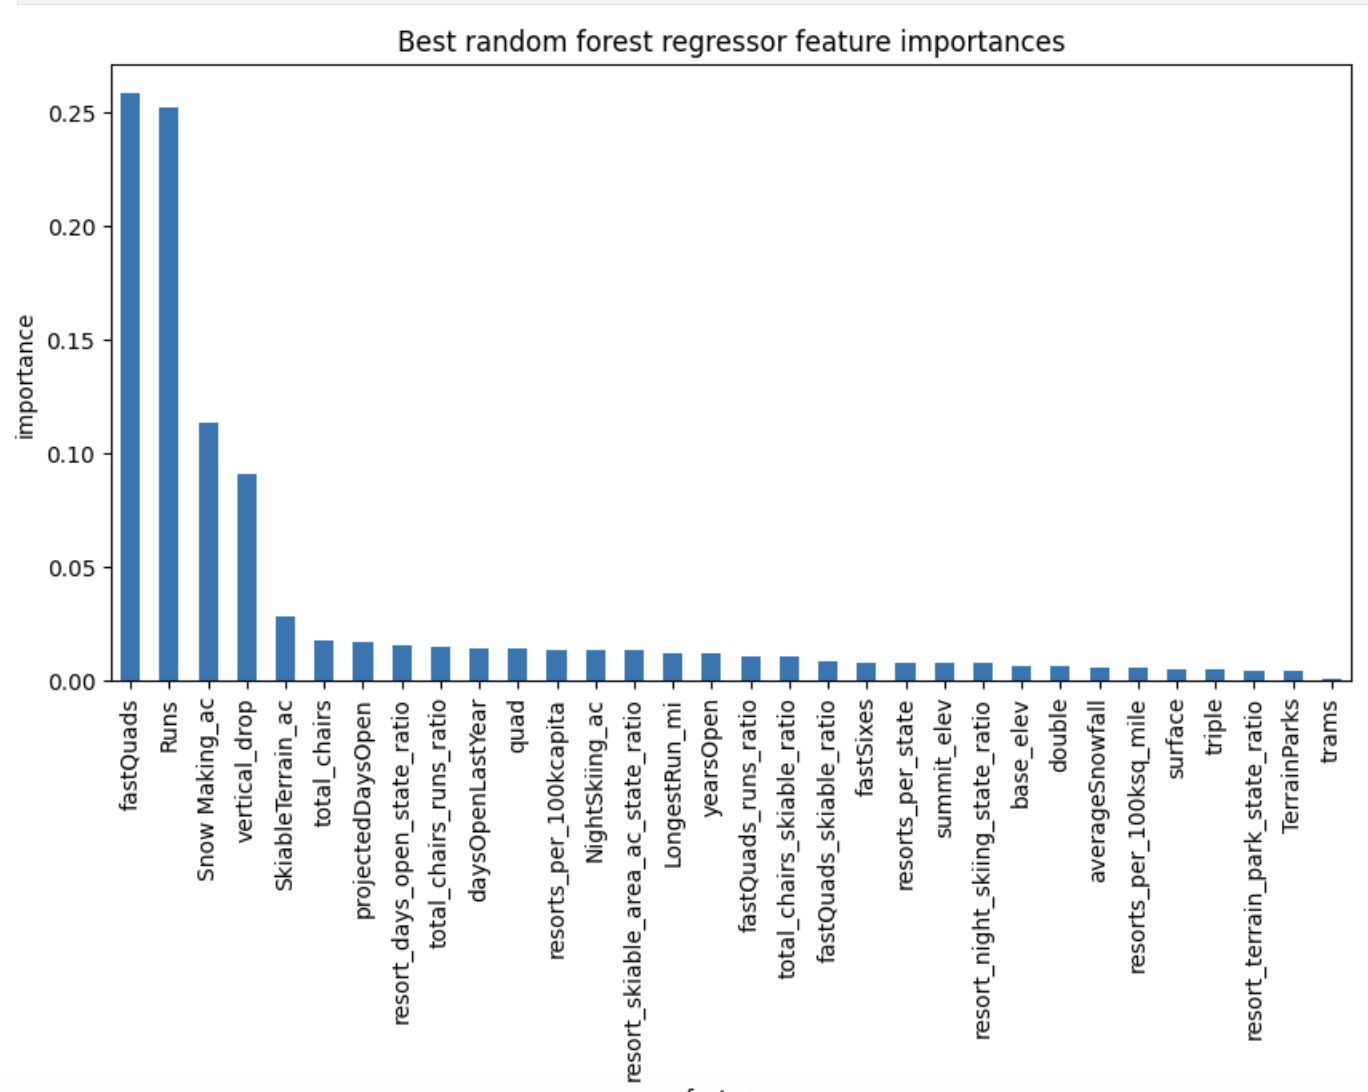 Best random forest regressor feature importances
importance
0.25
0.20
0.15
0.10
0.05
0.00
fastQuads
Runs
Snow Making_ac
vertical_drop
SkiableTerrain_ac
total_chairs
projectedDaysOpen
resort_days_open_state_ratio
total_chairs_runs_ratio
daysOpenLastYear
quad
resorts_per_100kcapita
NightSkiing_ac
resort_skiable_area_ac_state_ratio
LongestRun_mi
yearsOpen
fastQuads_runs_ratio
total_chairs_skiable_ratio
fastQuads_skiable_ratio
fastSixes
resorts_per_state
summit_elev
resort_night_skiing_state_ratio
base_elev
double
averageSnowfall
resorts_per_100ksq_mile
surface
triple
resort_terrain_park_state_ratio
TerrainParks
trams